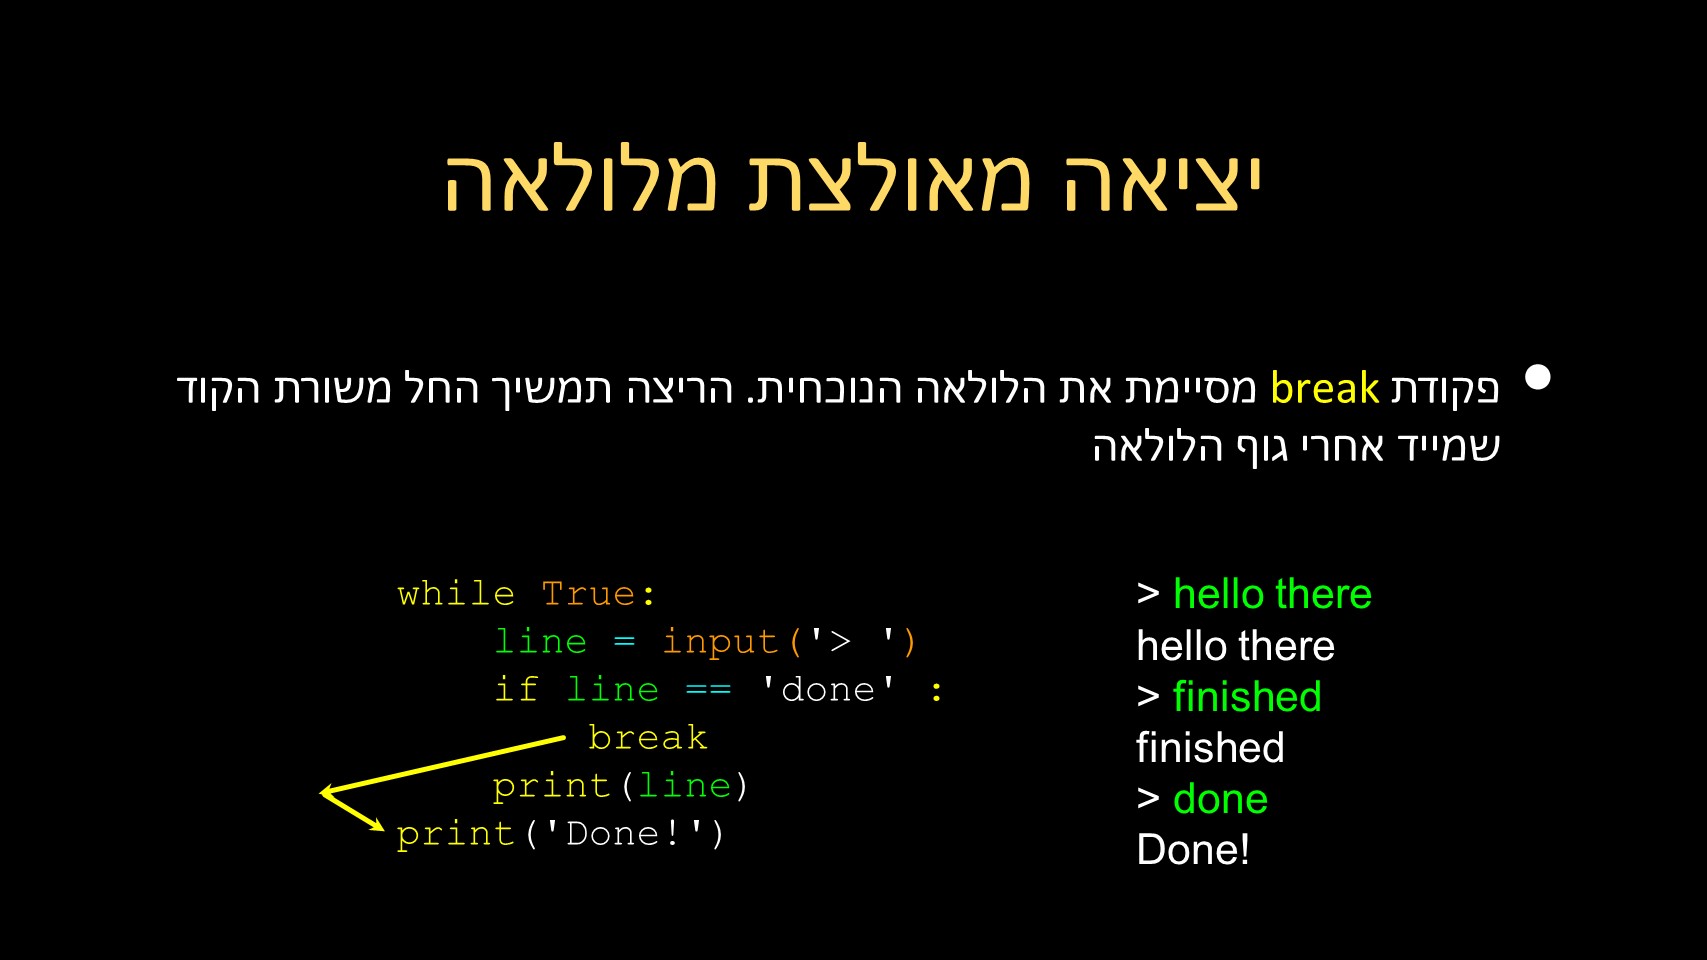 יציאה מאולצת מלולאה
• פקודת break מסיימת את הלולאה הנוכחית. הריצה תמשיך החל משורת הקוד
שמייד אחרי גוף הלולאה
while True:
    line = input('> ')
    if line == 'done' :
        break
    print(line)
print('Done!')
> hello there
hello there
> finished
finished
> done
Done!